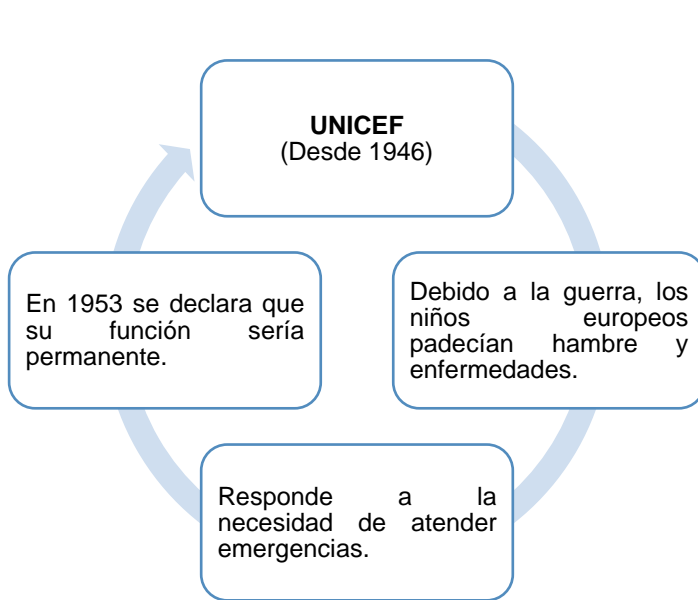 UNICEF
(Desde 1946)
Debido a la guerra, los
niños europeos
padecían hambre y
enfermedades.
Responde a la
necesidad de atender
emergencias.
En 1953 se declara que
su función sería
permanente.